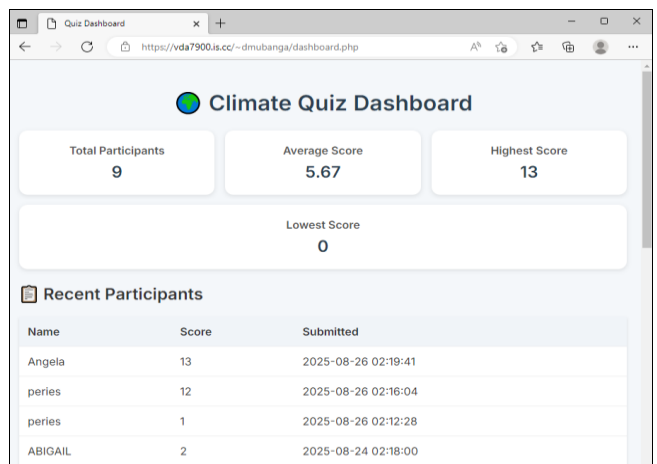 Quiz Dashboard
https://vda7900.is.cc/~dmubanga/dashboard.php
Climate Quiz Dashboard
Total Participants
9
Average Score
5.67
Highest Score
13
Lowest Score
0
Recent Participants
Name Score Submitted
Angela 13 2025-08-26 02:19:41
peries 12 2025-08-26 02:16:04
peries 1 2025-08-26 02:12:28
ABIGAIL 2 2025-08-24 02:18:00